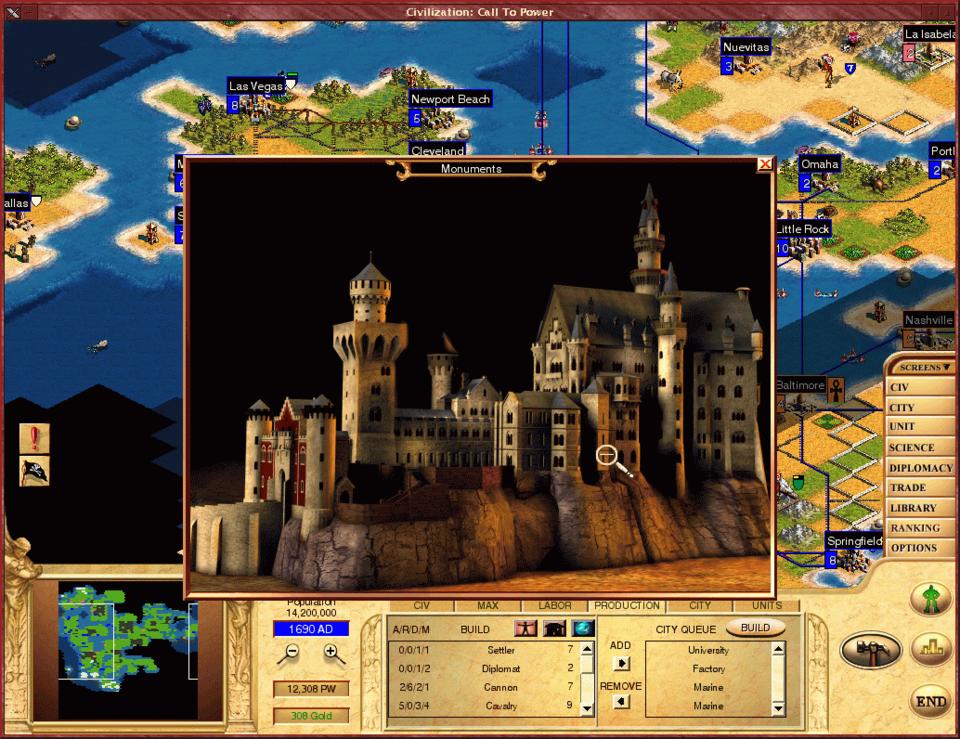 Civilization: Call To Power
La Isabela
Nuevitas
3
7
Las Vegas
8
Newport Beach
5
Cleveland
Monuments
Omaha
2
Portl
2
allas
Little Rock
10
Nashville
Baltimore
SCREENS
CIV
CITY
UNIT
SCIENCE
DIPLOMACY
TRADE
LIBRARY
RANKING
OPTIONS
Springfield
8
Population
14,200,000
1690 AD
12,308 PW
308 Gold
CIV MAX LABOR PRODUCTION CITY UNITS
A/R/D/M BUILD CITY QUEUE BUILD
0/0/1/1 Settler 7
0/0/1/2 Diplomat 2
2/6/2/1 Cannon 7
5/0/3/4 Cavalry 9
ADD
REMOVE
University
Factory
Marine
Marine
END